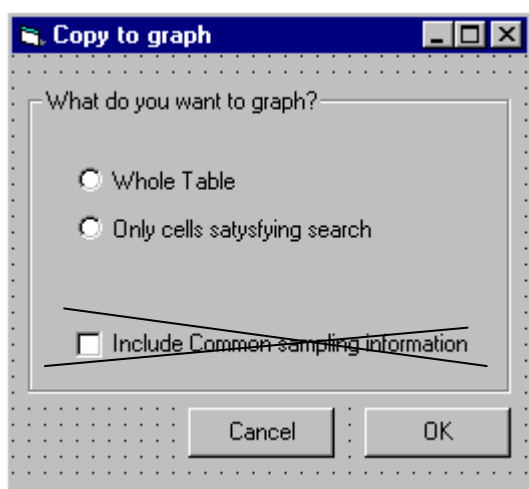 Copy to graph
What do you want to graph?
Whole Table
Only cells satysfying search
Include Common sampling information
Cancel OK